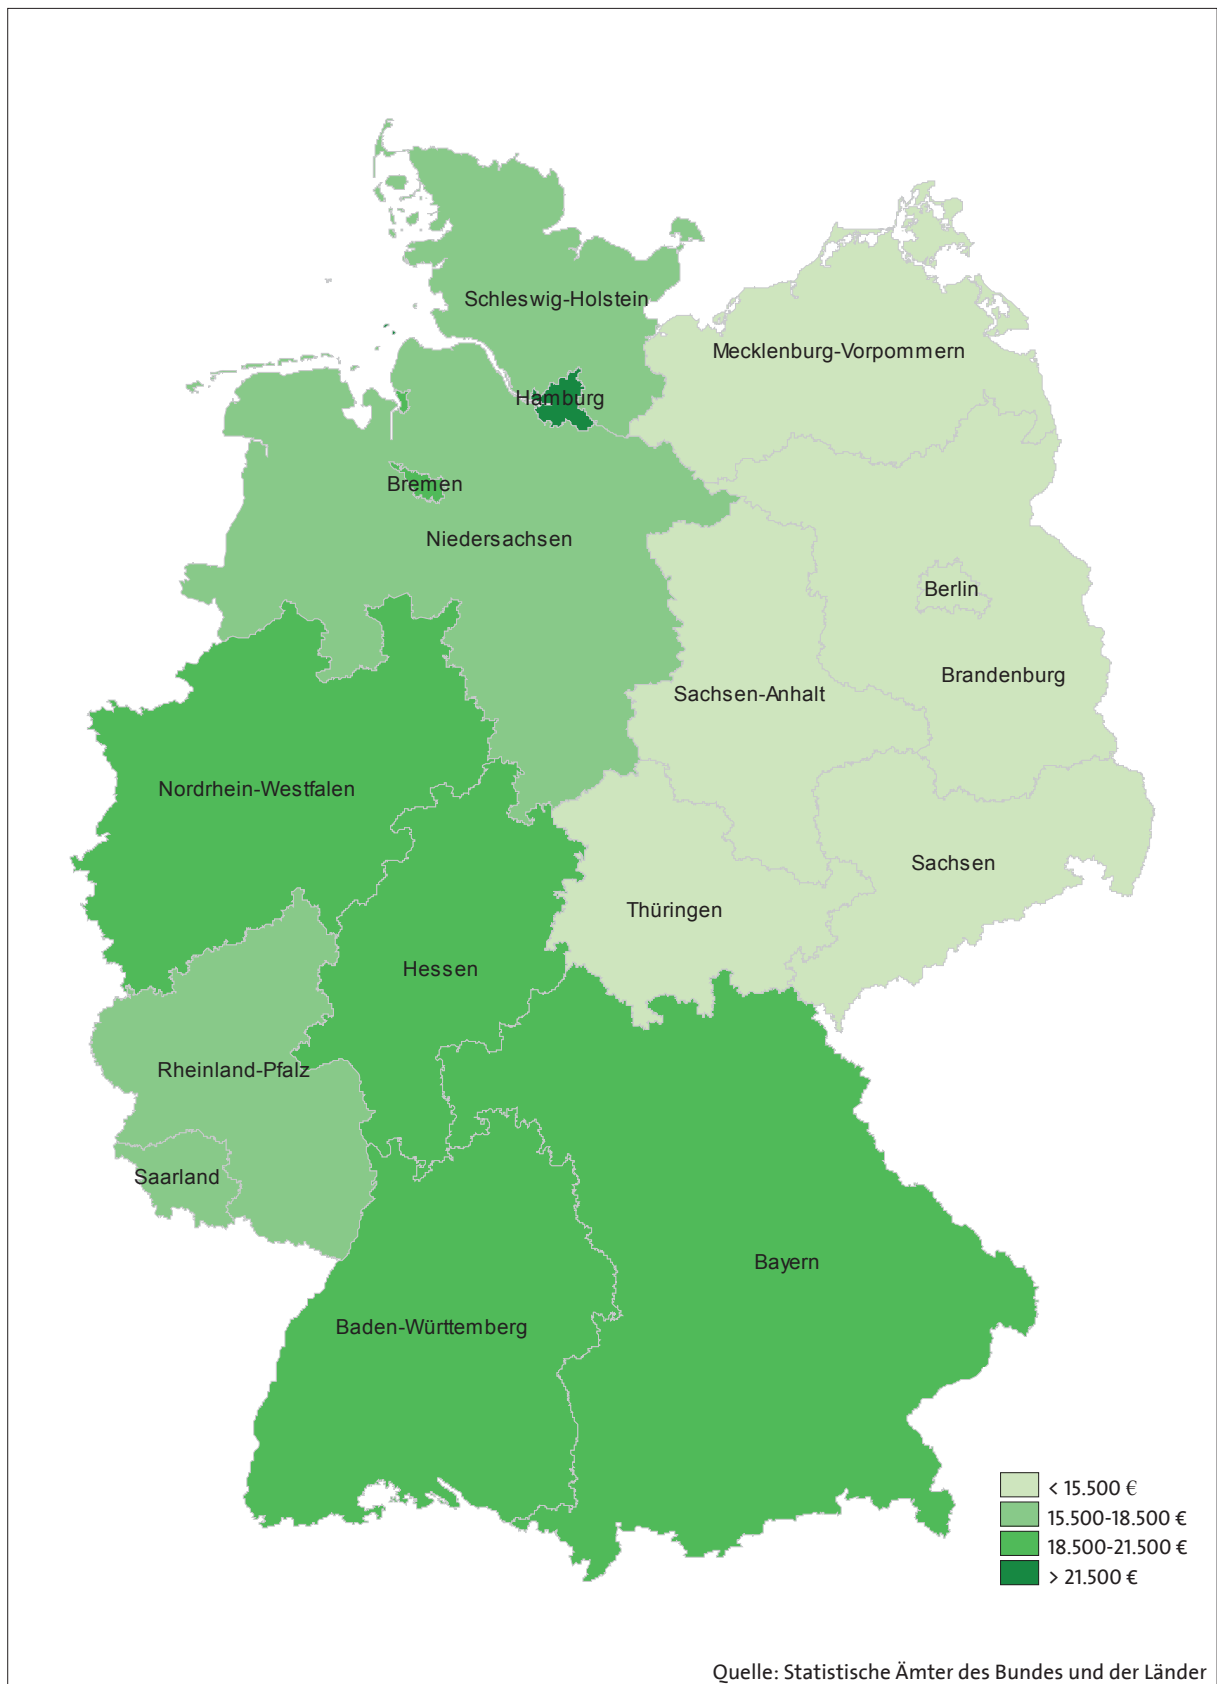 Schleswig-Holstein
Mecklenburg-Vorpommern
Hamburg
Bremen
Niedersachsen
Berlin
Brandenburg
Sachsen-Anhalt
Nordrhein-Westfalen
Sachsen
Thüringen
Hessen
Rheinland-Pfalz
Saarland
Bayern
Baden-Württemberg
< 15.500 €
15.500-18.500 €
18.500-21.500 €
> 21.500 €
Quelle: Statistische Ämter des Bundes und der Länder